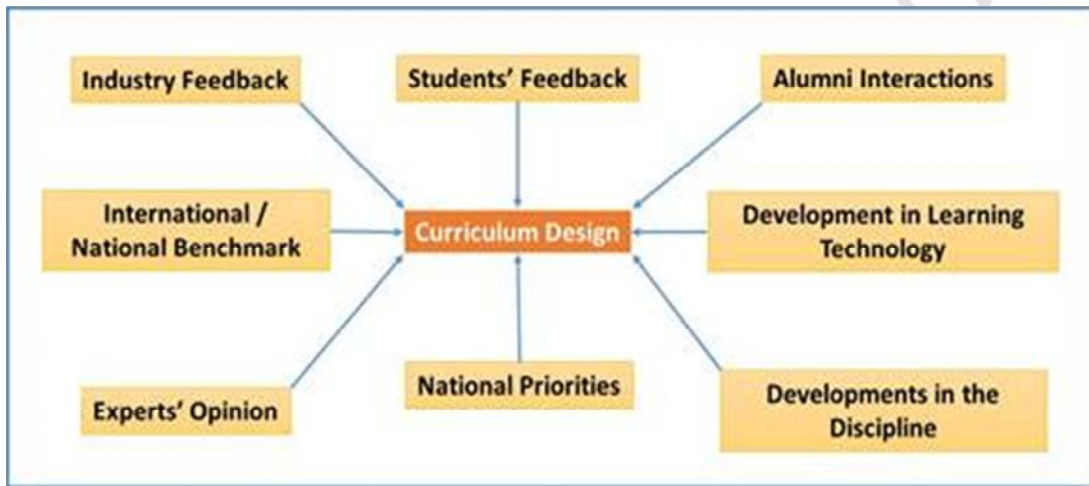 Industry Feedback
Students' Feedback
Alumni Interactions
International /
National Benchmark
Curriculum Design
Development in Learning
Technology
Experts' Opinion
National Priorities
Developments in the
Discipline